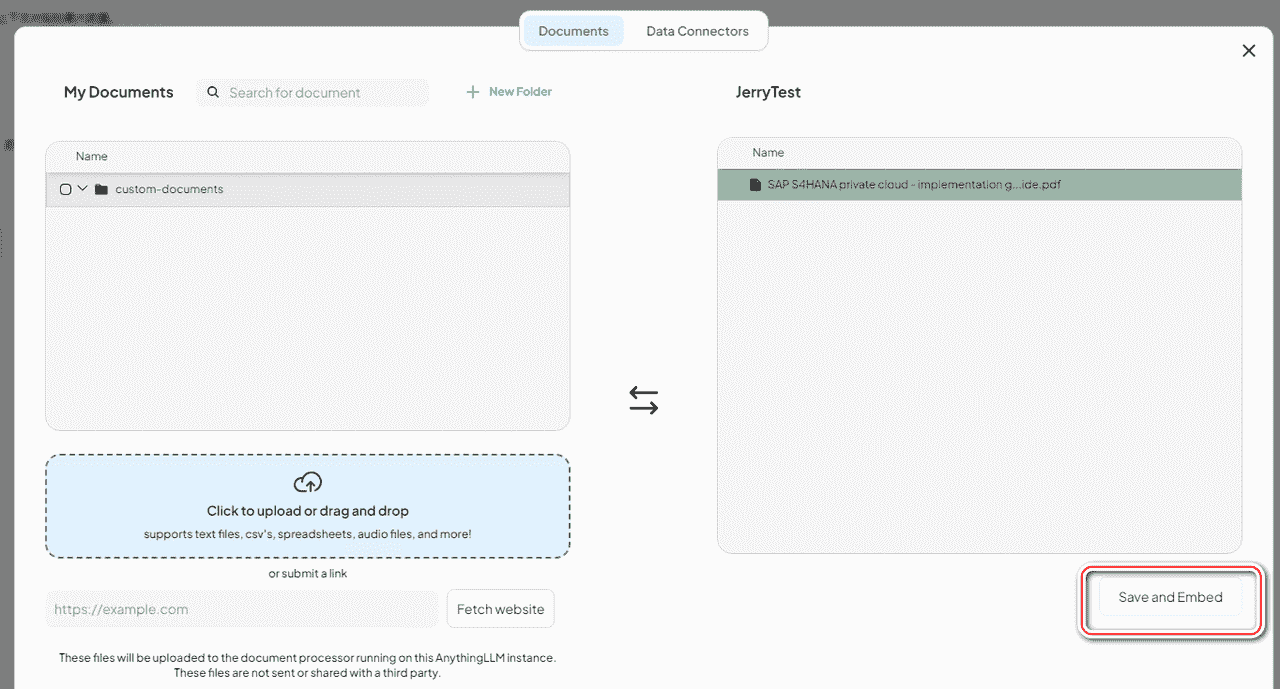 Documents
Data Connectors
My Documents
Search for document
New Folder
JerryTest
Name
custom-documents
Name
SAP S4HANA private cloud - implementation g...ide.pdf
Click to upload or drag and drop
supports text files, csv's, spreadsheets, audio files, and more!
or submit a link
https://example.com
Fetch website
Save and Embed
These files will be uploaded to the document processor running on this AnythingLLM instance.
These files are not sent or shared with a third party.